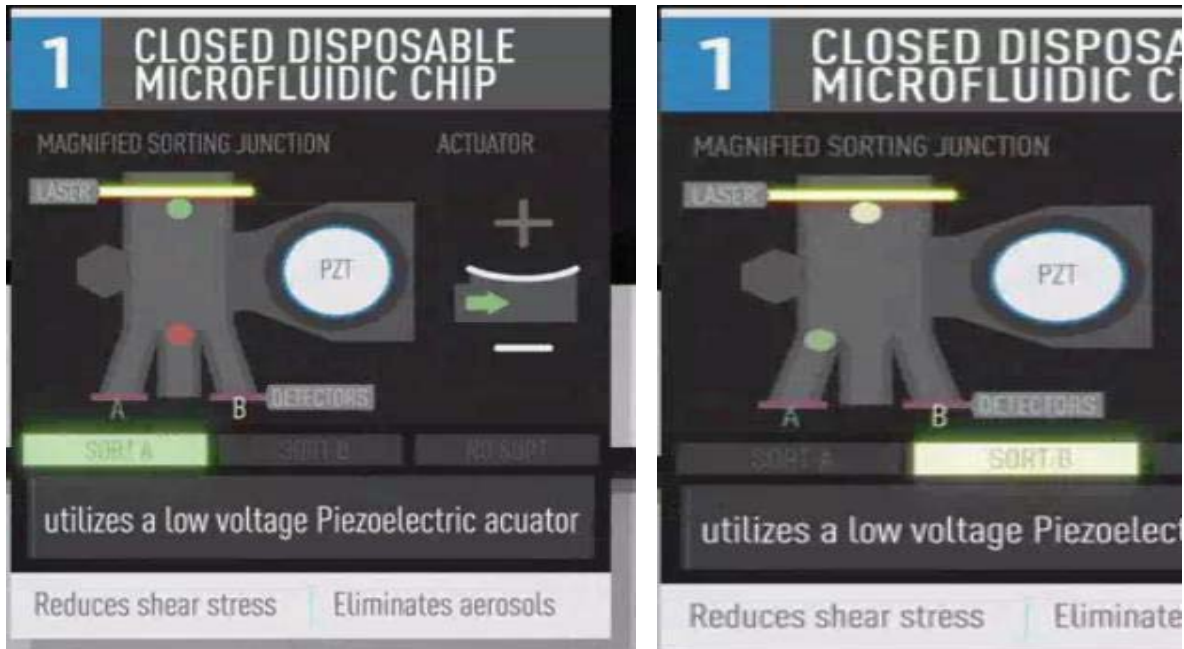 1
CLOSED DISPOSABLE
MICROFLUIDIC CHIP
MAGNIFIED SORTING JUNCTION
ACTUATOR
LASER
PZT
A
B
DETECTORS
SORT A
SORT B
NO SORT
utilizes a low voltage Piezoelectric acuator
Reduces shear stress
Eliminates aerosols
1
CLOSED DISPOSA
MICROFLUIDIC C
MAGNIFIED SORTING JUNCTION
LASER
PZT
A
B
DETECTORS
SORT A
SORT B
utilizes a low voltage Piezoelect
Reduces shear stress
Eliminate